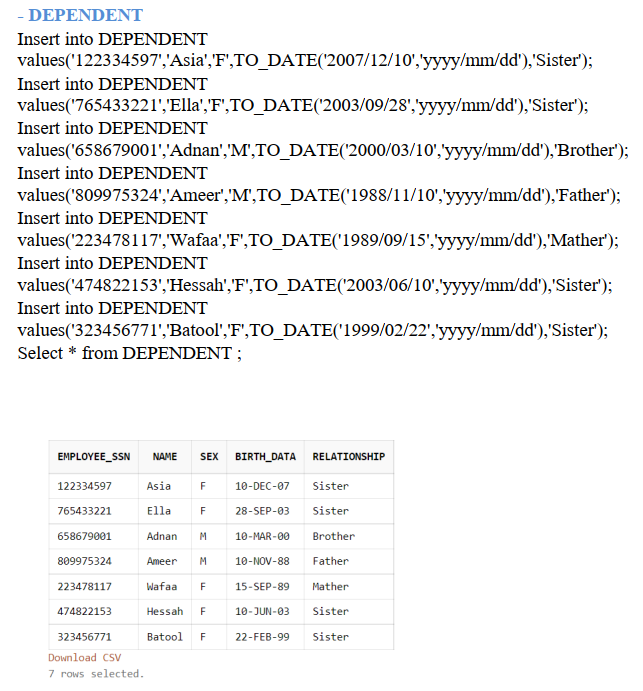 - DEPENDENT
Insert into DEPENDENT
values('122334597','Asia','F',TO_DATE('2007/12/10','yyyy/mm/dd'),'Sister');
Insert into DEPENDENT
values('765433221','Ella','F',TO_DATE('2003/09/28','yyyy/mm/dd'),'Sister');
Insert into DEPENDENT
values('658679001','Adnan','M',TO_DATE('2000/03/10','yyyy/mm/dd'),'Brother');
Insert into DEPENDENT
values('809975324','Ameer','M',TO_DATE('1988/11/10','yyyy/mm/dd'),'Father');
Insert into DEPENDENT
values('223478117','Wafaa','F',TO_DATE('1989/09/15','yyyy/mm/dd'),'Mather');
Insert into DEPENDENT
values('474822153','Hessah','F',TO_DATE('2003/06/10','yyyy/mm/dd'),'Sister');
Insert into DEPENDENT
values('323456771','Batool','F',TO_DATE('1999/02/22','yyyy/mm/dd'),'Sister');
Select * from DEPENDENT ;
EMPLOYEE_SSN NAME SEX BIRTH_DATA RELATIONSHIP
122334597 Asia F 10-DEC-07 Sister
765433221 Ella F 28-SEP-03 Sister
658679001 Adnan M 10-MAR-00 Brother
809975324 Ameer M 10-NOV-88 Father
223478117 Wafaa F 15-SEP-89 Mather
474822153 Hessah F 10-JUN-03 Sister
323456771 Batool F 22-FEB-99 Sister
Download CSV
7 rows selected.